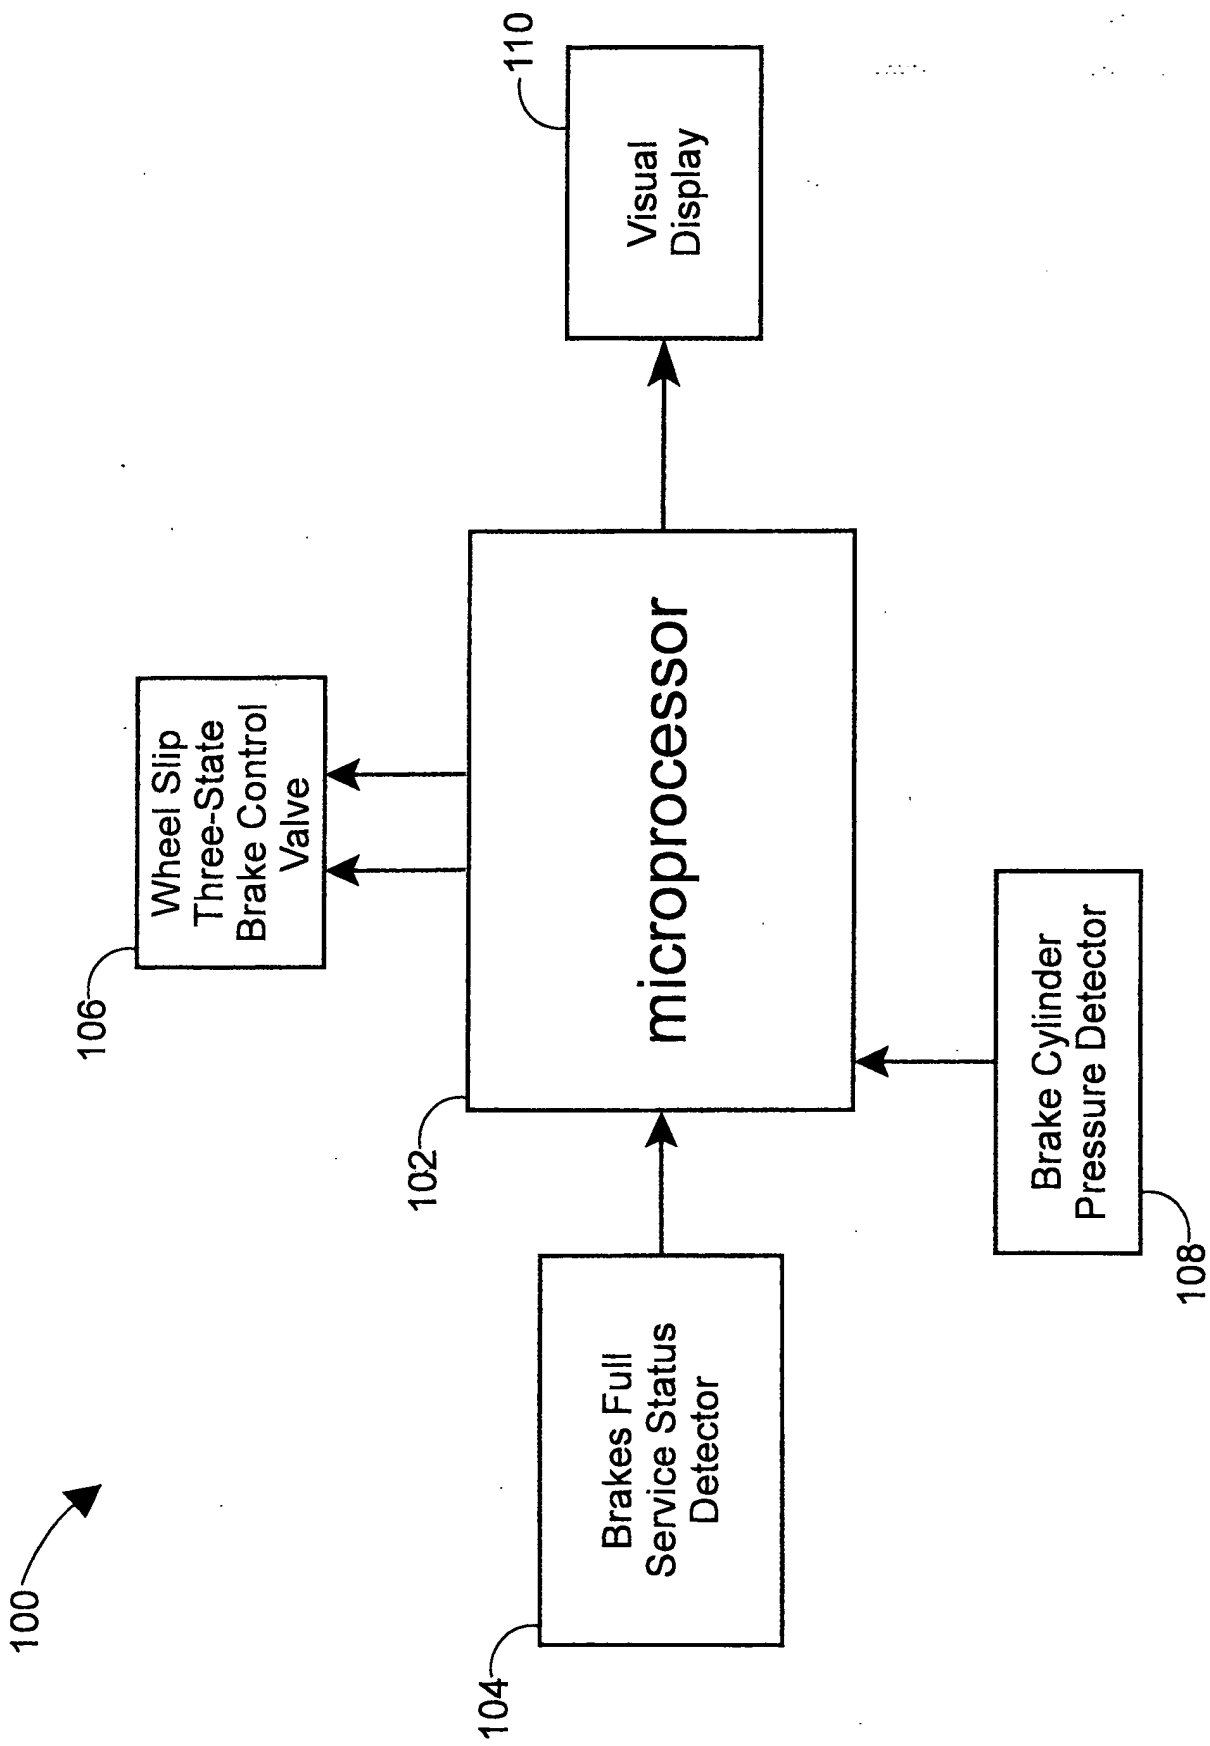 100
106
Wheel Slip
Three-State
Brake Control
Valve
102
microprocessor
110
Visual
Display
104
Brakes Full
Service Status
Detector
108
Brake Cylinder
Pressure Detector